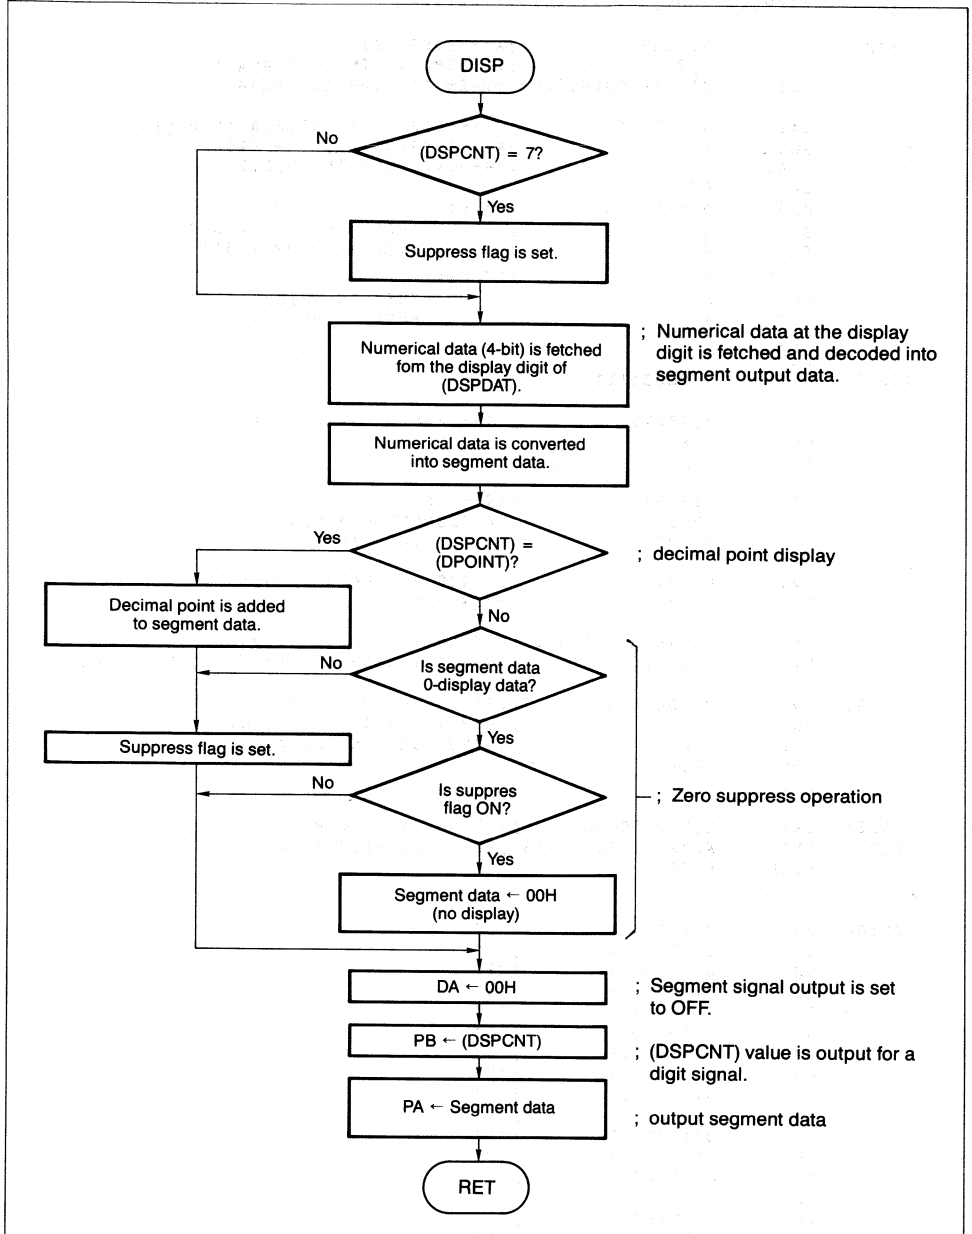 DISP
No
(DSPCNT) = 7?
Yes
Suppress flag is set.
Numerical data (4-bit) is fetched
fom the display digit of
(DSPDAT).
; Numerical data at the display
digit is fetched and decoded into
segment output data.
Numerical data is converted
into segment data.
Yes
(DSPCNT) =
(DPOINT)?
; decimal point display
No
Decimal point is added
to segment data.
No
Is segment data
0-display data?
Yes
Suppress flag is set.
No
Is suppres
flag ON?
; Zero suppress operation
Yes
Segment data ← 00H
(no display)
DA ← 00H
; Segment signal output is set
to OFF.
PB ← (DSPCNT)
; (DSPCNT) value is output for a
digit signal.
PA ← Segment data
; output segment data
RET